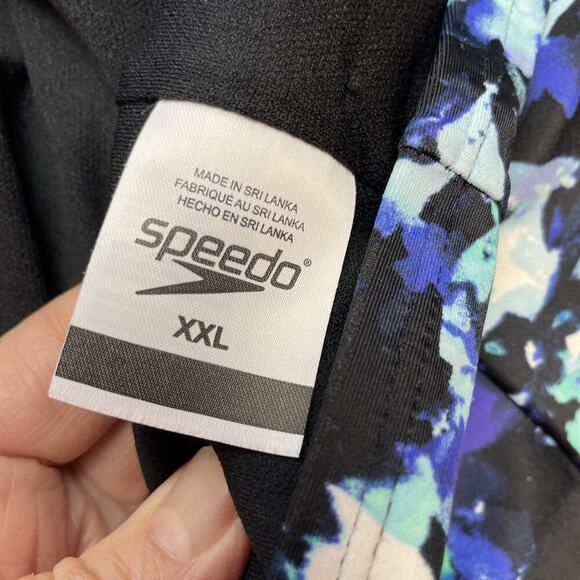 MADE IN SRI LANKA
FABRIQUÉ AU SRI LANKA
HECHO EN SRI LANKA
speedo®
XXL